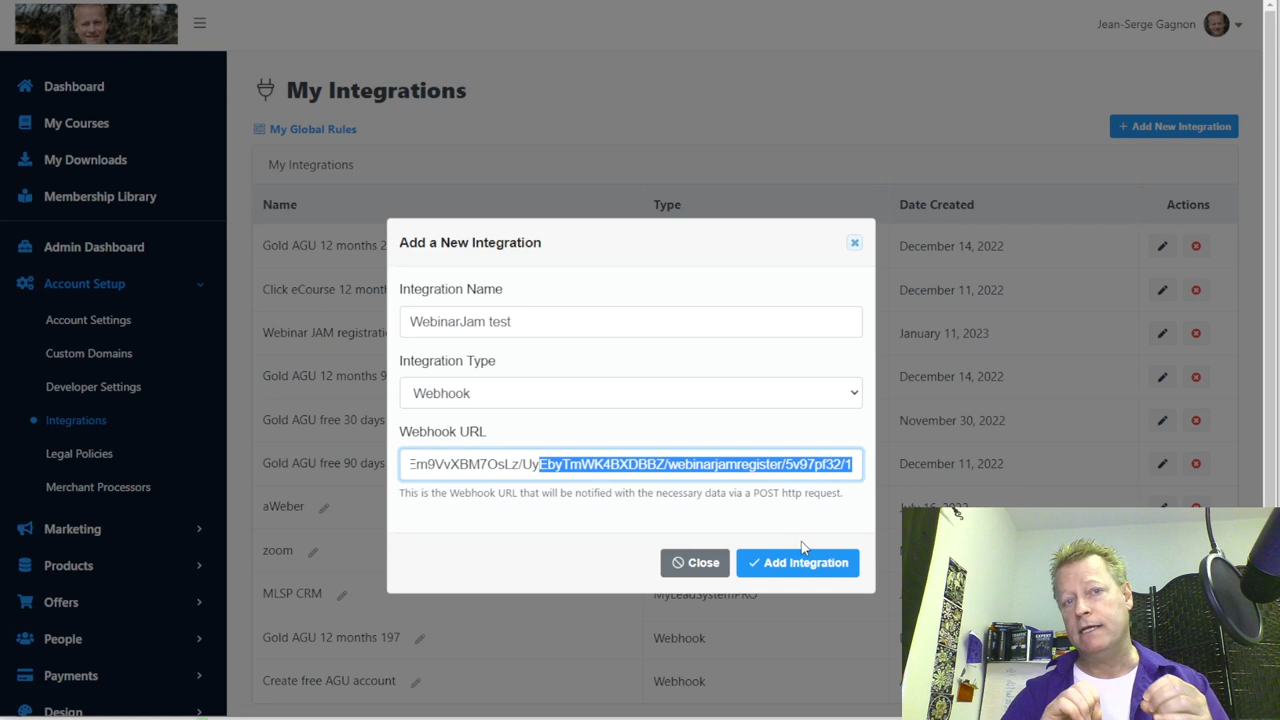 Jean-Serge Gagnon
Dashboard
My Courses
My Downloads
Membership Library
Admin Dashboard
Account Setup
Account Settings
Custom Domains
Developer Settings
Integrations
Legal Policies
Merchant Processors
Marketing
Products
Offers
People
Payments
Design
My Integrations
My Global Rules
+ Add New Integration
My Integrations
Name Type Date Created Actions
Gold AGU 12 months 2 December 14, 2022
Click eCourse 12 mont December 11, 2022
Webinar JAM registrati January 11, 2023
Gold AGU 12 months 9 December 14, 2022
Gold AGU free 30 days November 30, 2022
Gold AGU free 90 days December 11, 2022
aWeber
zoom
MLSP CRM MyLeadSystemPRO
Gold AGU 12 months 197 Webhook
Create free AGU account Webhook
Add a New Integration
Integration Name
WebinarJam test
Integration Type
Webhook
Webhook URL
Em9VvXBM7OsLz/UyEbyTmWK4BXDBBZ/webinarjamregister/5v97pf32/1
This is the Webhook URL that will be notified with the necessary data via a POST http request.
Close
Add Integration